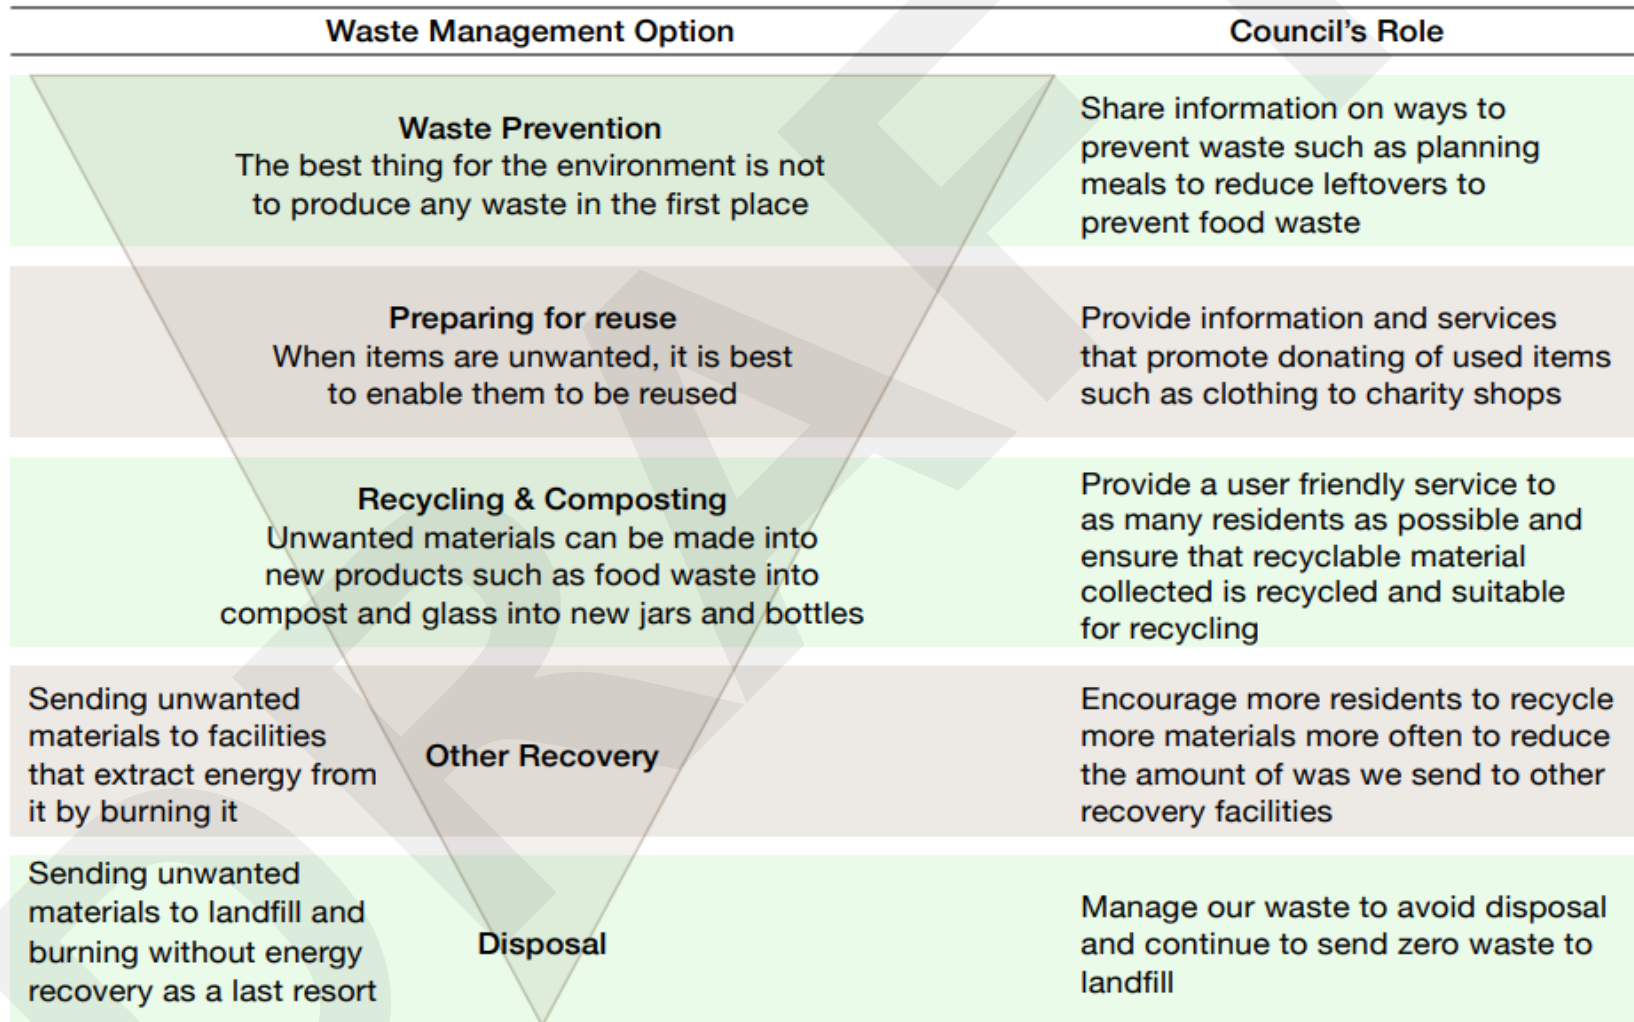 Waste Management Option
Council's Role
Waste Prevention
The best thing for the environment is not
to produce any waste in the first place
Share information on ways to
prevent waste such as planning
meals to reduce leftovers to
prevent food waste
Preparing for reuse
When items are unwanted, it is best
to enable them to be reused
Provide information and services
that promote donating of used items
such as clothing to charity shops
Recycling & Composting
Unwanted materials can be made into
new products such as food waste into
compost and glass into new jars and bottles
Provide a user friendly service to
as many residents as possible and
ensure that recyclable material
collected is recycled and suitable
for recycling
Sending unwanted
materials to facilities
that extract energy from
it by burning it
Other Recovery
Encourage more residents to recycle
more materials more often to reduce
the amount of was we send to other
recovery facilities
Sending unwanted
materials to landfill and
burning without energy
recovery as a last resort
Disposal
Manage our waste to avoid disposal
and continue to send zero waste to
landfill
DRAFT